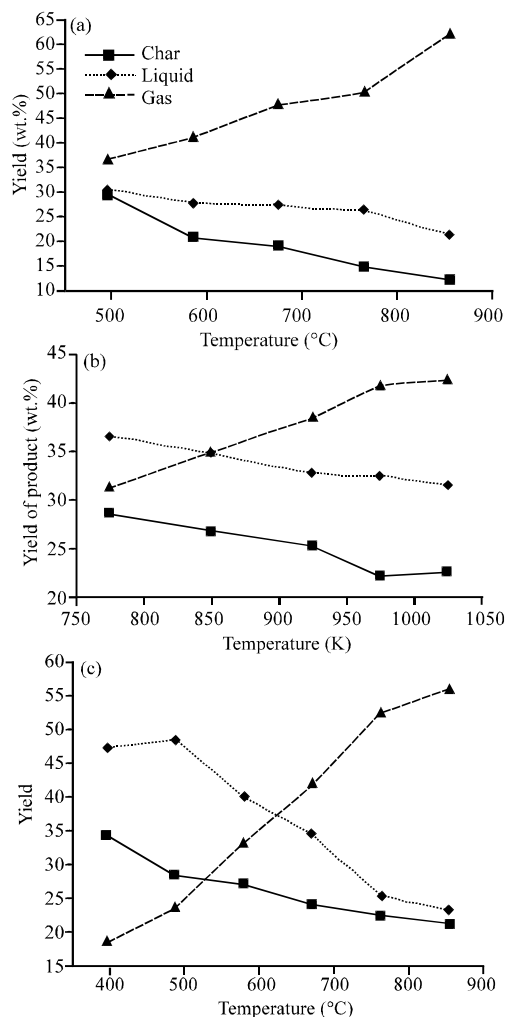 (a)
Char
Liquid
Gas
Yield (wt.%)
65
60
55
50
45
40
35
30
25
20
15
10
500 600 700 800 900
Temperature (°C)
(b)
Yield of product (wt.%)
45
40
35
30
25
20
750 800 850 900 950 1000 1050
Temperature (K)
(c)
Yield
60
55
50
45
40
35
30
25
20
15
400 500 600 700 800 900
Temperature (°C)